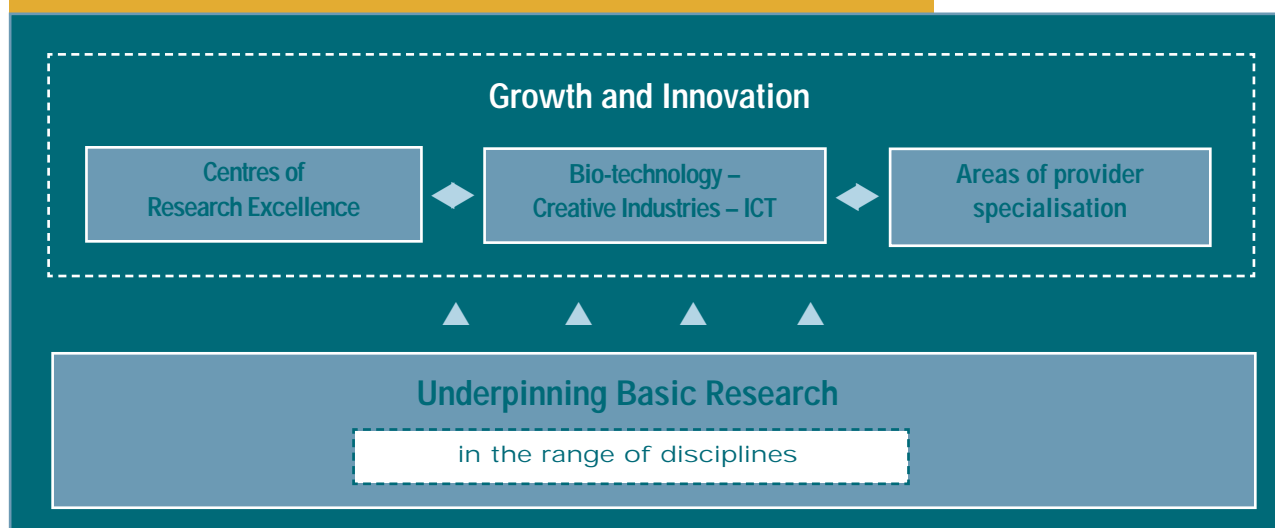 Growth and Innovation
Centres of
Research Excellence
Bio-technology –
Creative Industries – ICT
Areas of provider
specialisation
Underpinning Basic Research
in the range of disciplines